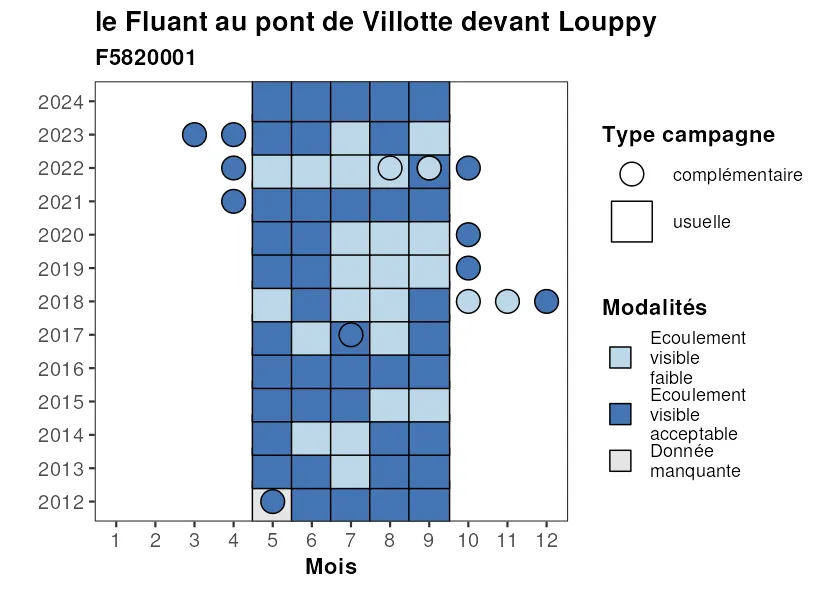 le Fluant au pont de Villotte devant Louppy
F5820001
2024
2023
2022
2021
2020
2019
2018
2017
2016
2015
2014
2013
2012
1 2 3 4 5 6 7 8 9 10 11 12
Mois
Type campagne
complémentaire
usuelle
Modalités
Ecoulement
visible
faible
Ecoulement
visible
acceptable
Donnée
manquante